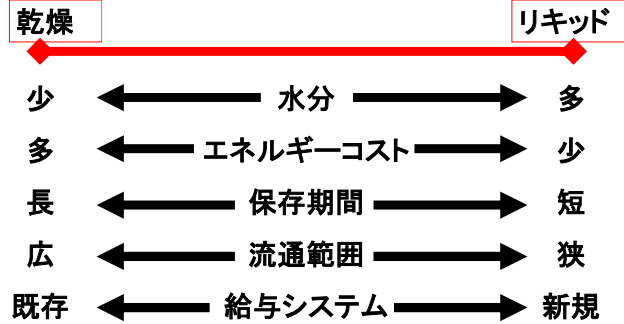 乾燥 リキッド
少 水分 多
多 エネルギーコスト 少
長 保存期間 短
広 流通範囲 狭
既存 給与システム 新規